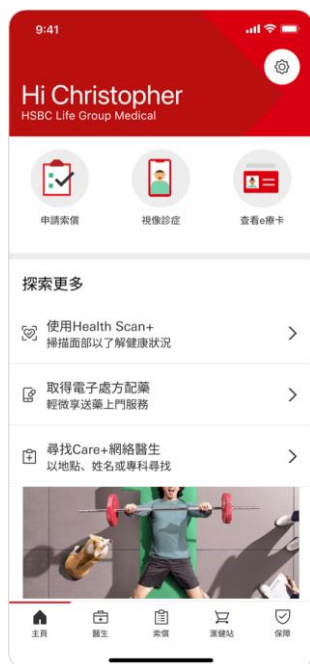 9:41
Hi Christopher
HSBC Life Group Medical
申請索償
視像診症
查看e療卡
探索更多
使用Health Scan+
掃描面部以了解健康狀況
取得電子處方配藥
輕微享送藥上門服務
尋找Care+網絡醫生
以地點、姓名或專科尋找
主頁
醫生
索償
滙健站
保障